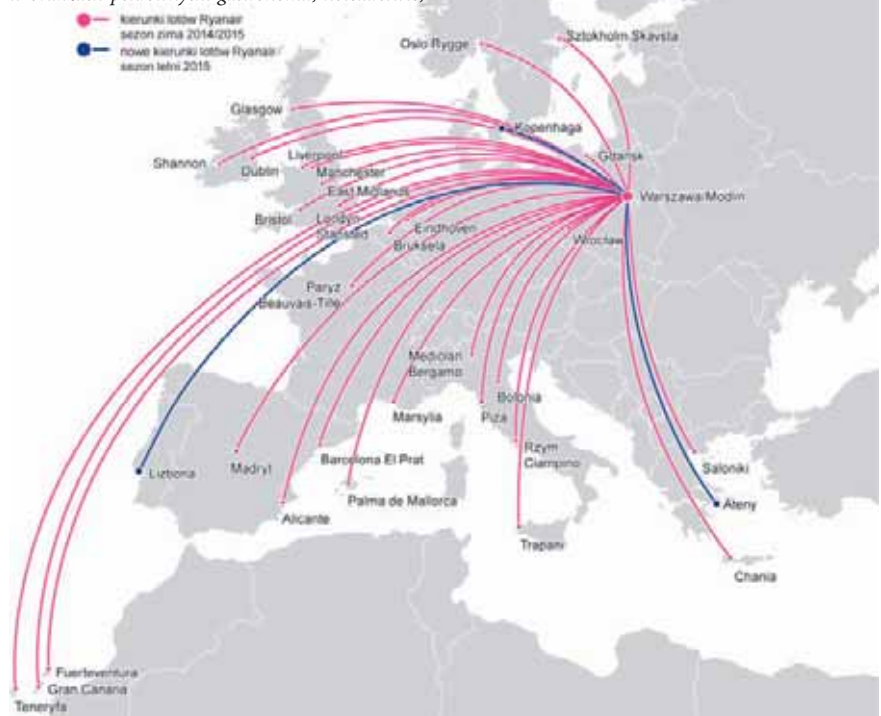 kierunki lotów Ryanair
sezon zima 2014/2015
nowe kierunki lotów Ryanair
sezon letni 2015
Oslo Rygge
Sztokholm Skavsta
Glasgow
Kopenhaga
Shannon
Dublin
Liverpool
Manchester
Gdańsk
East Midlands
Warszawa/Modlin
Bristol
Londyn
Stansted
Eindhoven
Bruksela
Wrocław
Paryż
Beauvais-Tille
Mediolan
Bergamo
Bolonia
Marsylia
Piza
Rzym
Ciampino
Barcelona El Prat
Lizbona
Madryt
Saloniki
Palma de Mallorca
Ateny
Alicante
Trapani
Chania
Fuerteventura
Gran Canaria
Teneryfa